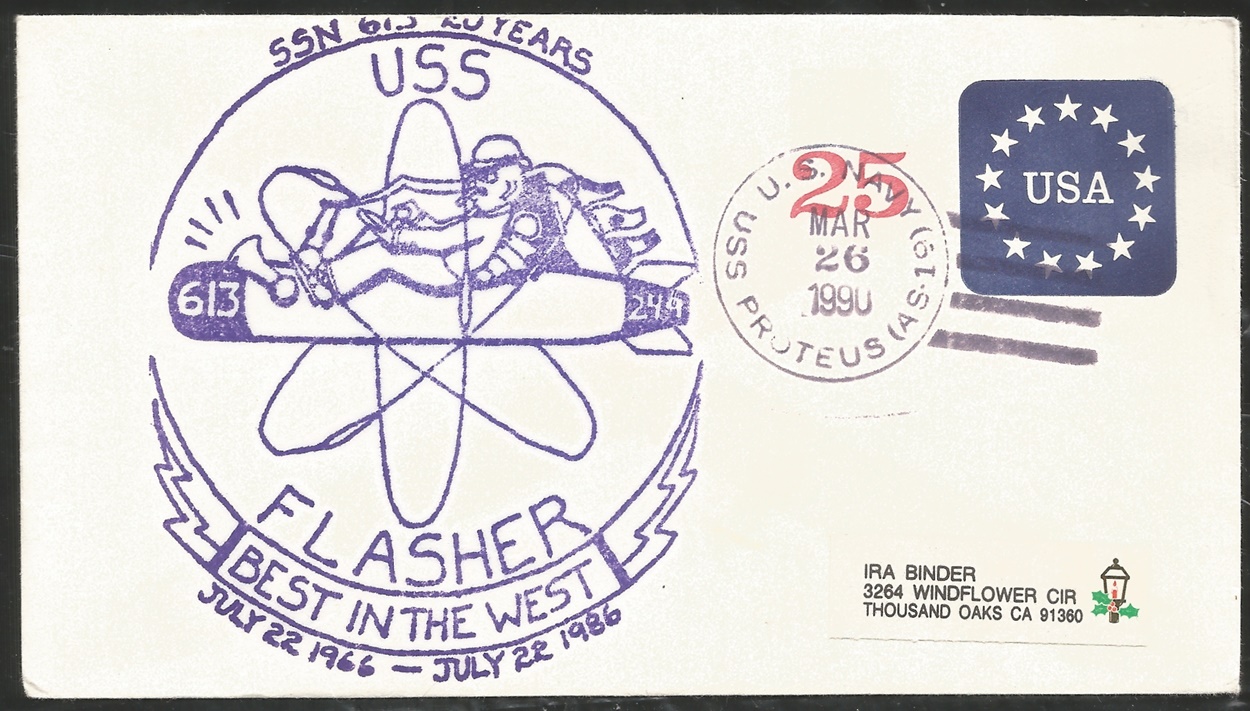 SSN 613 20 YEARS
USS
613
244
FLASHER
BEST IN THE WEST
JULY 22 1966 — JULY 22 1986
25
USS PROTEUS (AS-19) U.S. NAVY
MAR
26
1990
USA
IRA BINDER
3264 WINDFLOWER CIR
THOUSAND OAKS CA 91360